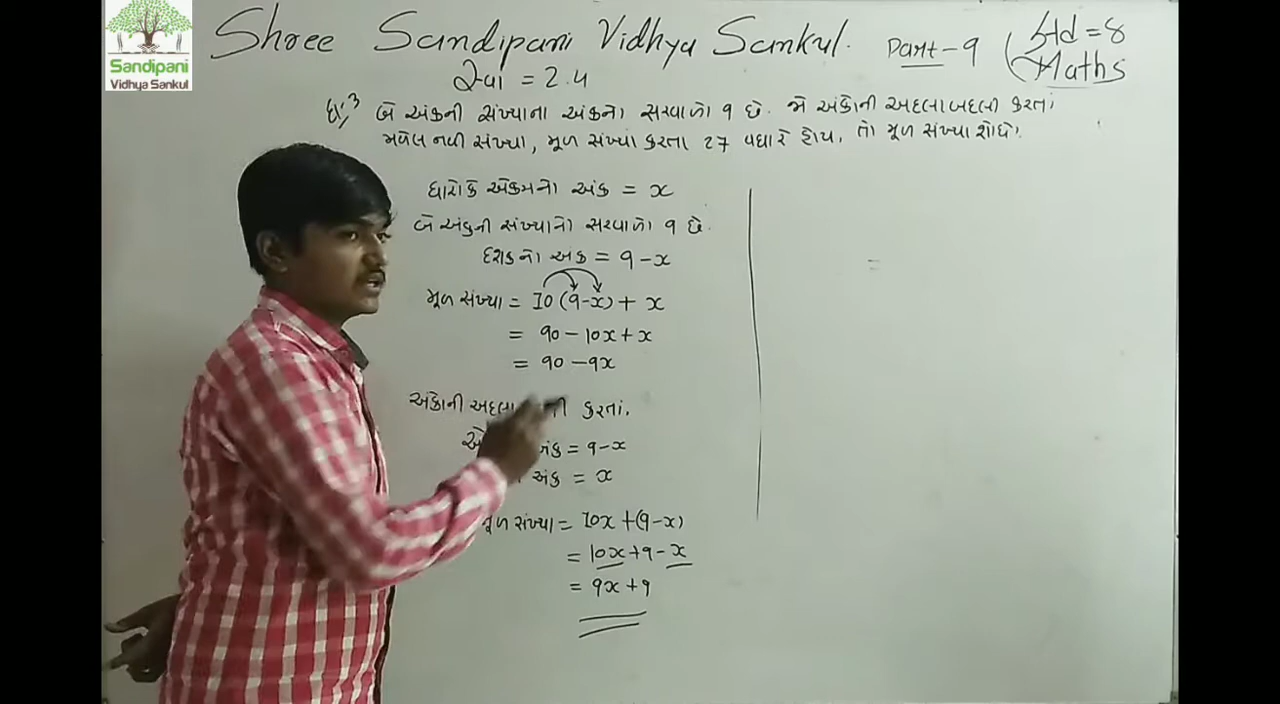 Sandipani
Vidhya Sankul
Shree Sandipani Vidhya Sankul.
Part-9
Std=8
Maths
સ્વા = 2.4
દા.3 બે અંકની સંખ્યાના અંકનો સરવાળો 9 છે. જો અંકોની અદલાબદલી કરતાં
મળેલ નવી સંખ્યા, મૂળ સંખ્યા કરતા 27 વધારે હોય, તો મૂળ સંખ્યા શોધો.
ધારોકે એકમનો અંક = x
બે અંકની સંખ્યાનો સરવાળો 9 છે.
દશકનો અંક = 9-x
મૂળ સંખ્યા = 10(9-x) + x
= 90-10x+x
= 90-9x
અંકોની કરતાં.
અંક = 9-x
અંક = x
મૂળ સંખ્યા = 10x+(9-x)
= 10x+9-x
= 9x+9
=